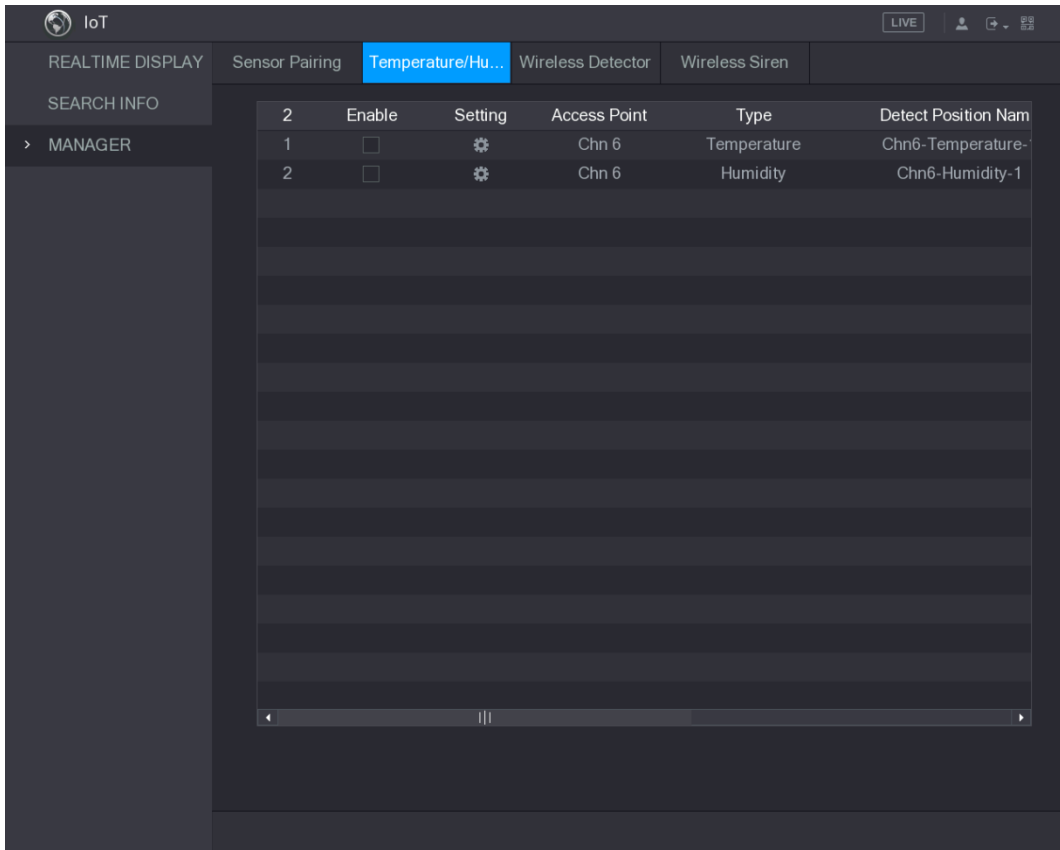 IoT
LIVE
REALTIME DISPLAY
SEARCH INFO
MANAGER
Sensor Pairing Temperature/Hu... Wireless Detector Wireless Siren
2 Enable Setting Access Point Type Detect Position Nam
1 Chn 6 Temperature Chn6-Temperature-1
2 Chn 6 Humidity Chn6-Humidity-1